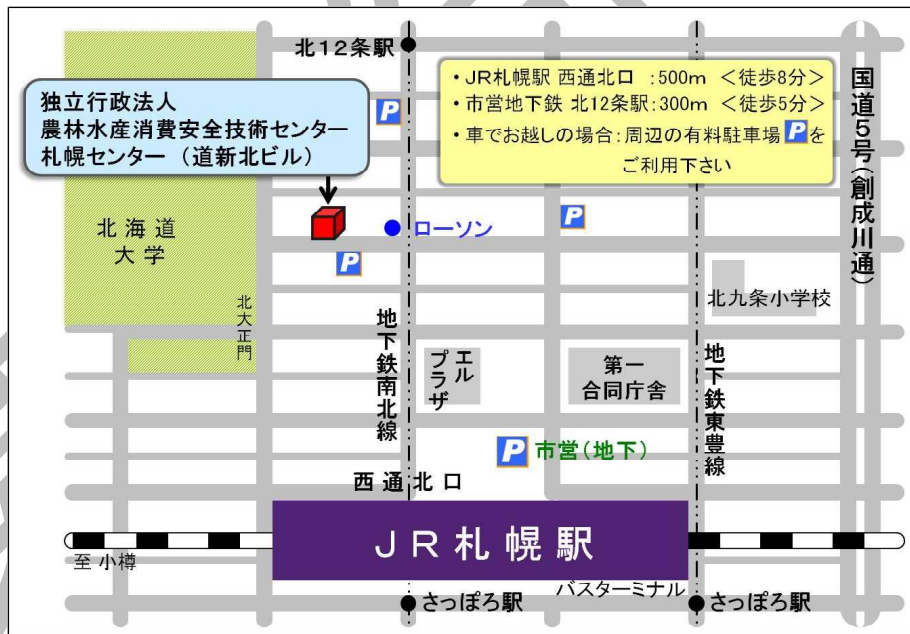 北12条駅
・JR札幌駅 西通北口 :500m <徒歩8分>
・市営地下鉄 北12条駅:300m <徒歩5分>
・車でお越しの場合:周辺の有料駐車場Pを
ご利用下さい
国道5号(創成川通)
独立行政法人
農林水産消費安全技術センター
札幌センター (道新北ビル)
P
北海道
大学
ローソン
P
P
北九条小学校
北大正門
地下鉄南北線
エル
プラザ
第一
合同庁舎
地下鉄東豊線
P 市営(地下)
西通北口
JR札幌駅
至 小樽
バスターミナル
さっぽろ駅
さっぽろ駅